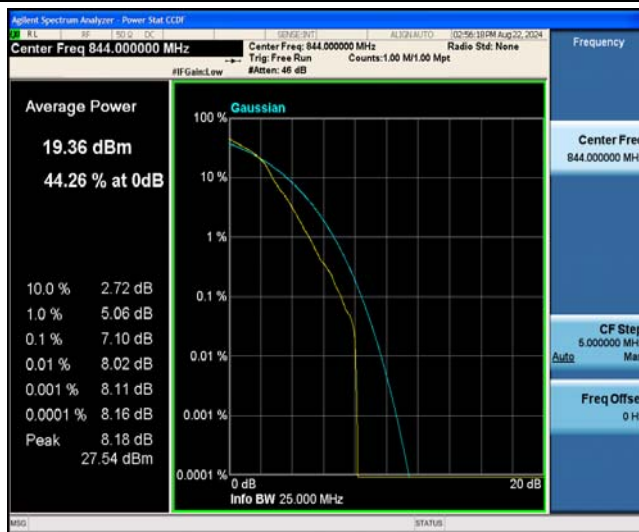 Agilent Spectrum Analyzer - Power Stat CCDF
RL RF 50 Ω DC SENSE:INT ALIGN AUTO 02:56:18 PM Aug 22, 2024
Center Freq 844.000000 MHz
Center Freq: 844.000000 MHz Radio Std: None
Trig: Free Run Counts:1.00 M/1.00 Mpt
#IFGain:Low #Atten: 46 dB
Frequency
Average Power
19.36 dBm
44.26 % at 0dB
10.0 % 2.72 dB
1.0 % 5.06 dB
0.1 % 7.10 dB
0.01 % 8.02 dB
0.001 % 8.11 dB
0.0001 % 8.16 dB
Peak 8.18 dB
27.54 dBm
Gaussian
100 %
10 %
1 %
0.1 %
0.01 %
0.001 %
0.0001 %
0 dB 20 dB
Info BW 25.000 MHz
Center Fre
844.000000 MH
CF Ste
5.000000 MH
Auto Ma
Freq Offse
0 H
MSG STATUS